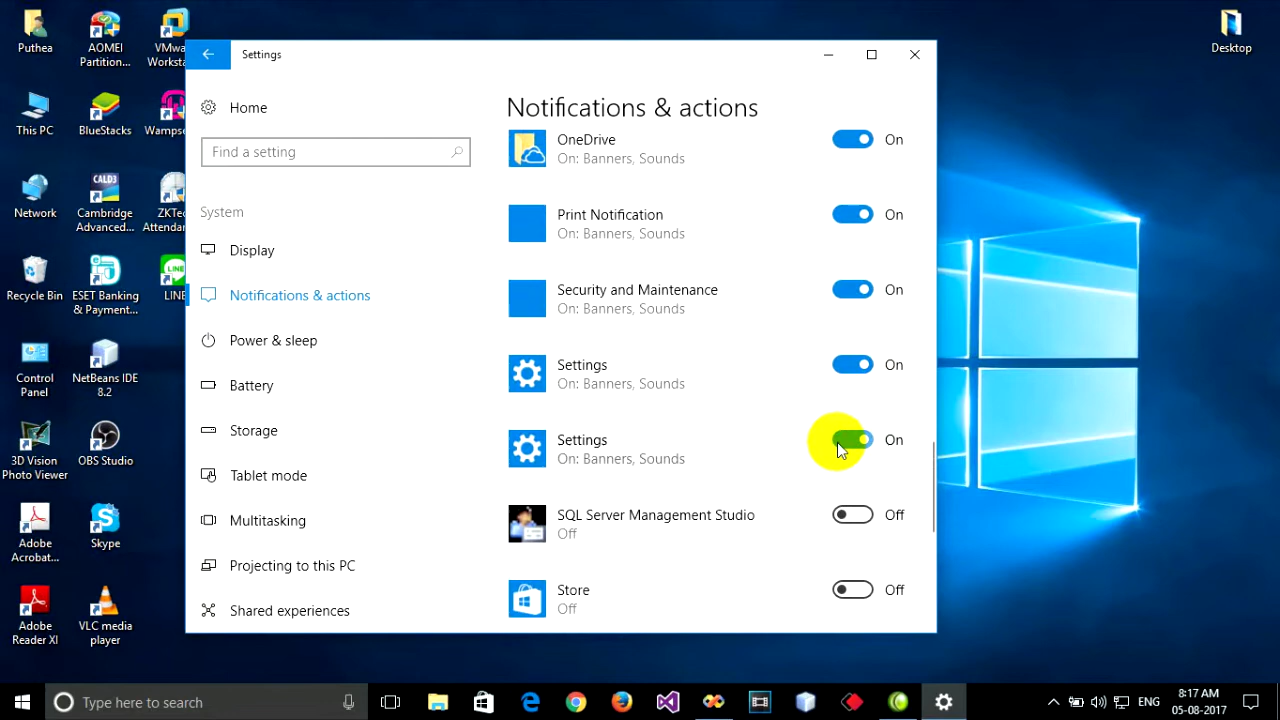 Puthea
AOMEI
Partition...
VMwa
Worksta
Desktop
This PC
BlueStacks
Wampse
Network
Cambridge
Advanced...
ZKTec
Attendar
Recycle Bin
ESET Banking
& Payment...
LINE
Control
Panel
NetBeans IDE
8.2
3D Vision
Photo Viewer
OBS Studio
Adobe
Acrobat...
Skype
Adobe
Reader XI
VLC media
player
Settings
Home
Find a setting
System
Display
Notifications & actions
Power & sleep
Battery
Storage
Tablet mode
Multitasking
Projecting to this PC
Shared experiences
Notifications & actions
OneDrive
On: Banners, Sounds
On
Print Notification
On: Banners, Sounds
On
Security and Maintenance
On: Banners, Sounds
On
Settings
On: Banners, Sounds
On
Settings
On: Banners, Sounds
On
SQL Server Management Studio
Off
Off
Store
Off
Off
Type here to search
ENG
8:17 AM
05-08-2017